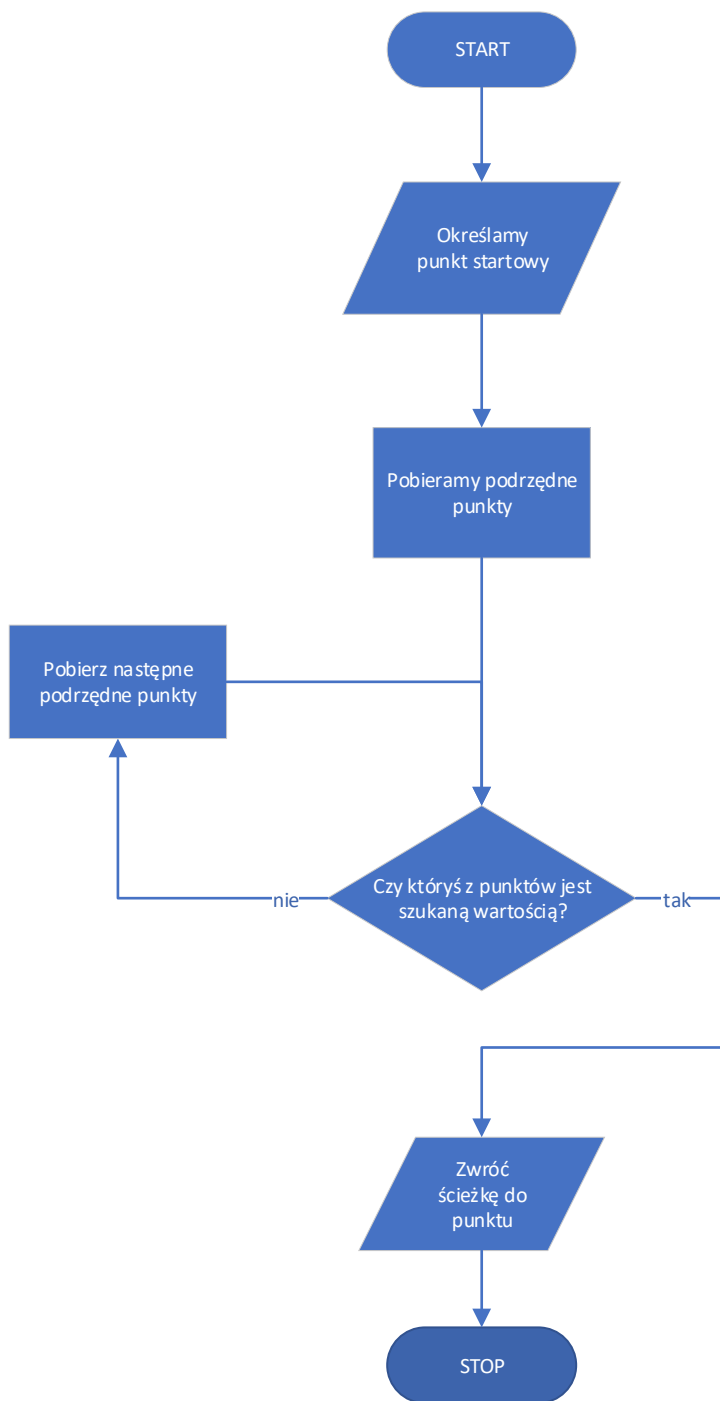 START
Określamy
punkt startowy
Pobieramy podrzędne
punkty
Pobierz następne
podrzędne punkty
Czy któryś z punktów jest
szukaną wartością?
nie
tak
Zwróć
ścieżkę do
punktu
STOP